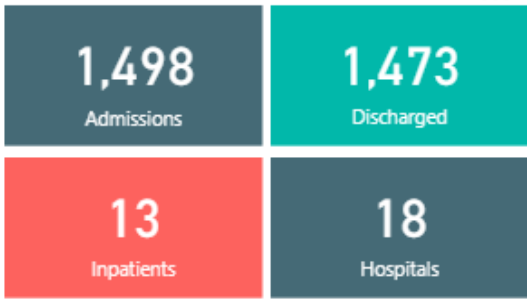 1,498
Admissions
1,473
Discharged
13
Inpatients
18
Hospitals